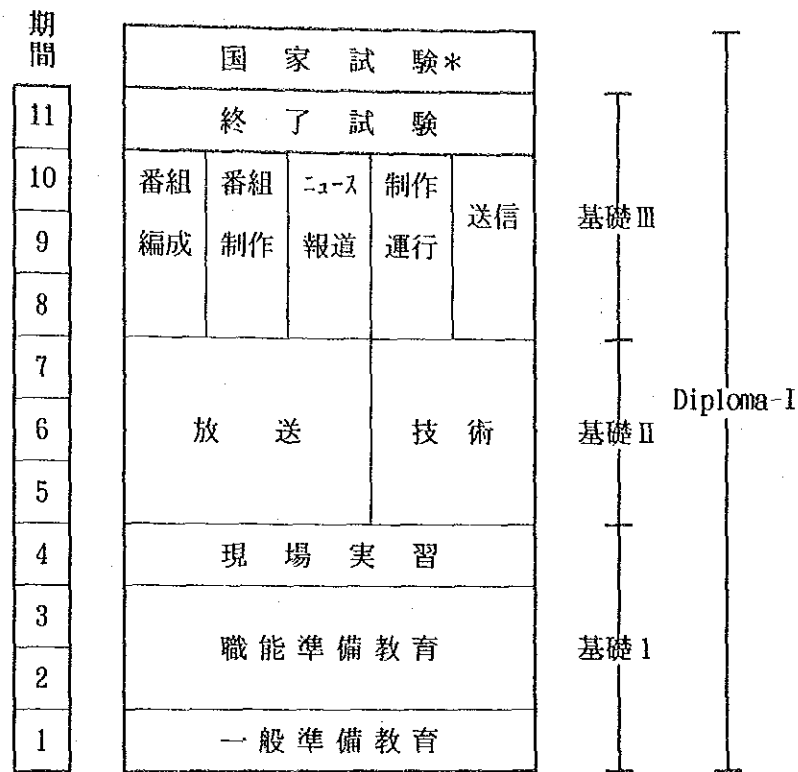 期間
国家試験*
11
終了試験
10
番組編成
番組制作
ニュース報道
制作運行
送信
9
基礎Ⅲ
8
7
6
放送
技術
基礎Ⅱ
Diploma-I
5
4
現場実習
3
職能準備教育
基礎1
2
1
一般準備教育